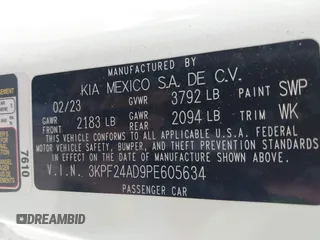 MANUFACTURED BY
KIA MEXICO S.A. DE C.V.
02/23 GVWR 3792 LB PAINT SWP
GAWR FRONT 2183 LB GAWR REAR 2094 LB TRIM WK
THIS VEHICLE CONFORMS TO ALL APPLICABLE
U.S.A. FEDERAL MOTOR VEHICLE SAFETY, BUMPER, AND
THEFT PREVENTION STANDARDS IN EFFECT ON THE DATE OF
MANUFACTURE SHOWN ABOVE.
V.I.N. 3KPF24AD9PE605634
PASSENGER CAR
7610
DREAMBID
DREAMBID.COM